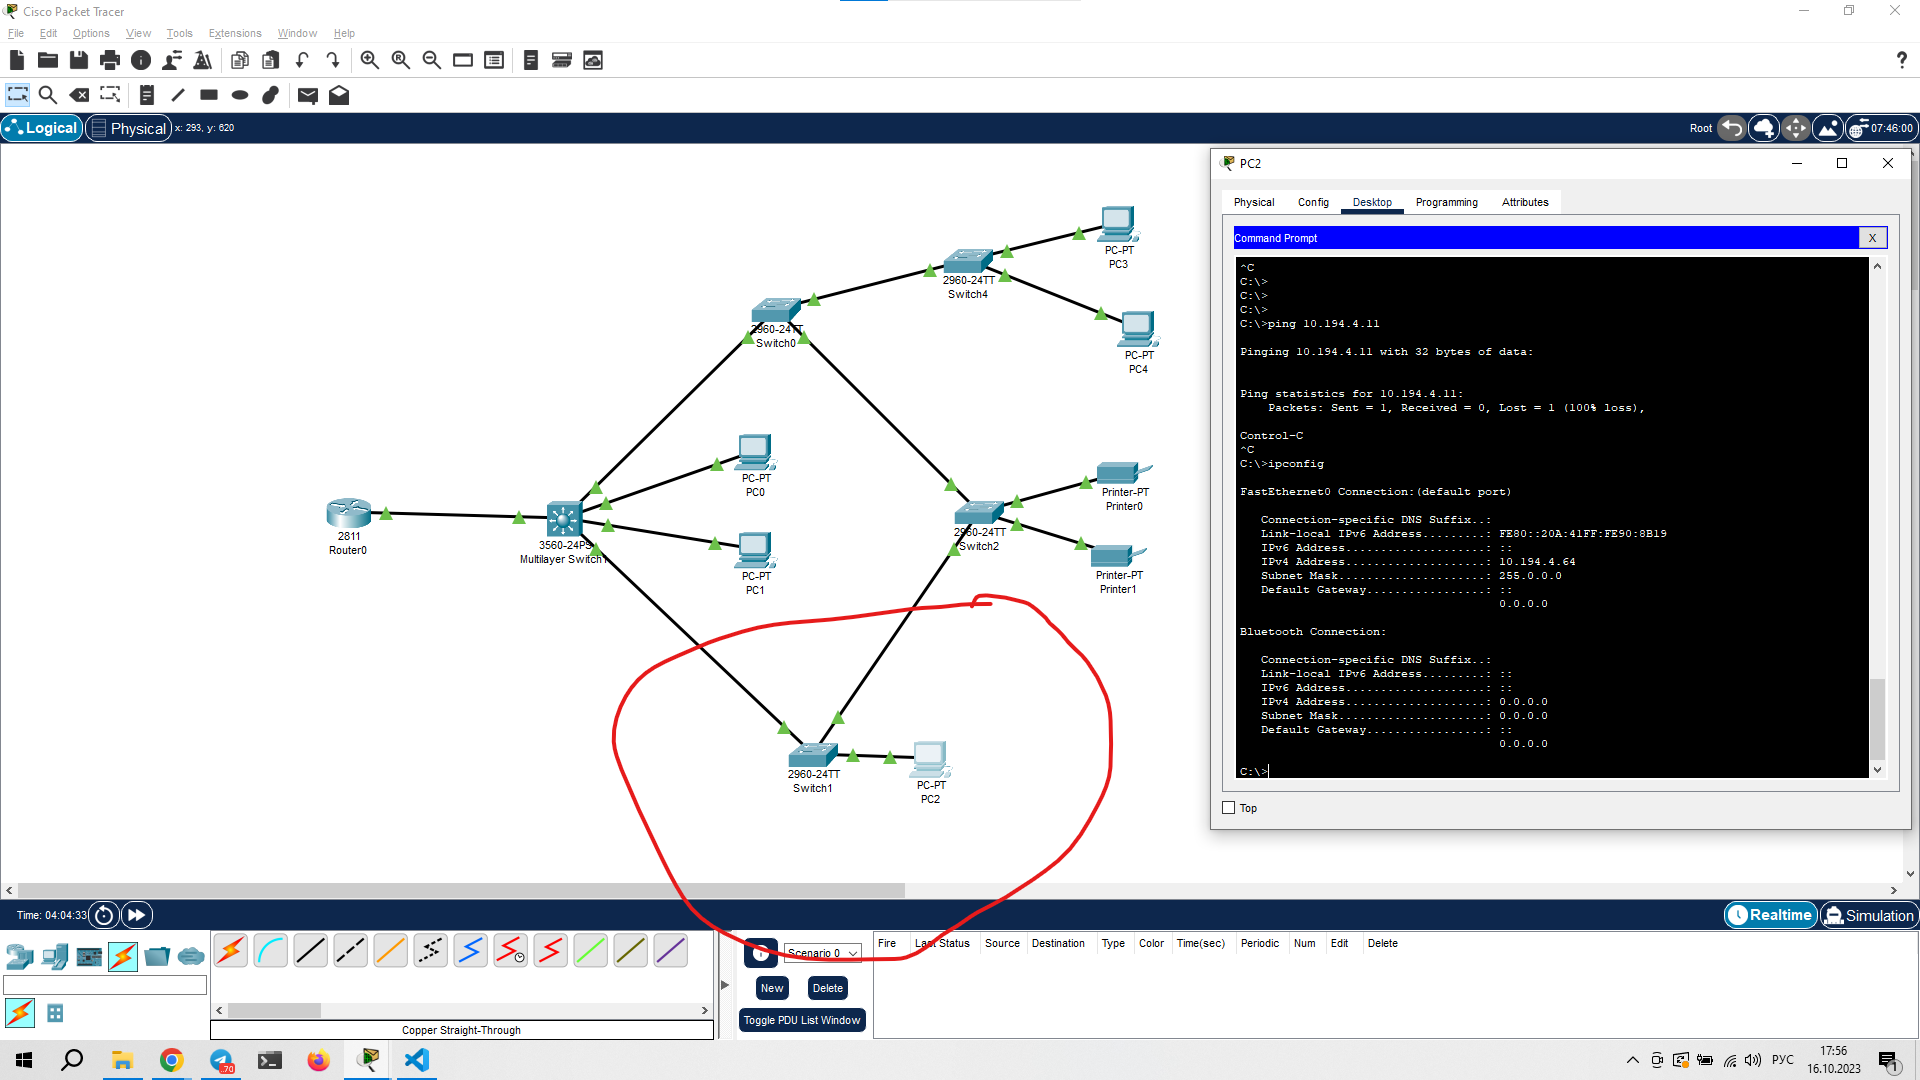 Cisco Packet Tracer
File Edit Options View Tools Extensions Window Help
?
Logical Physical x: 293, y: 620 Root 07:46:00
PC-PT
PC3
2960-24TT
Switch4
2960-24TT
Switch0
PC-PT
PC4
PC-PT
PC0
2811
Router0
3560-24PS
Multilayer Switch1
PC-PT
PC1
Printer-PT
Printer0
2960-24TT
Switch2
Printer-PT
Printer1
2960-24TT
Switch1
PC-PT
PC2
PC2
Physical Config Desktop Programming Attributes
Command Prompt X
^C
C:\>
C:\>
C:\>
C:\>ping 10.194.4.11
Pinging 10.194.4.11 with 32 bytes of data:
Ping statistics for 10.194.4.11:
Packets: Sent = 1, Received = 0, Lost = 1 (100% loss),
Control-C
^C
C:\>ipconfig
FastEthernet0 Connection:(default port)
Connection-specific DNS Suffix..:
Link-local IPv6 Address.........: FE80::20A:41FF:FE90:8B19
IPv6 Address....................: ::
IPv4 Address....................: 10.194.4.64
Subnet Mask.....................: 255.0.0.0
Default Gateway.................: ::
0.0.0.0
Bluetooth Connection:
Connection-specific DNS Suffix..:
Link-local IPv6 Address.........: ::
IPv6 Address....................: ::
IPv4 Address....................: 0.0.0.0
Subnet Mask.....................: 0.0.0.0
Default Gateway.................: ::
0.0.0.0
C:\>
Top
Time: 04:04:33 Realtime Simulation
Scenario 0
New Delete
Toggle PDU List Window
Fire Last Status Source Destination Type Color Time(sec) Periodic Num Edit Delete
Copper Straight-Through
70
РУС
17:56
16.10.2023
1